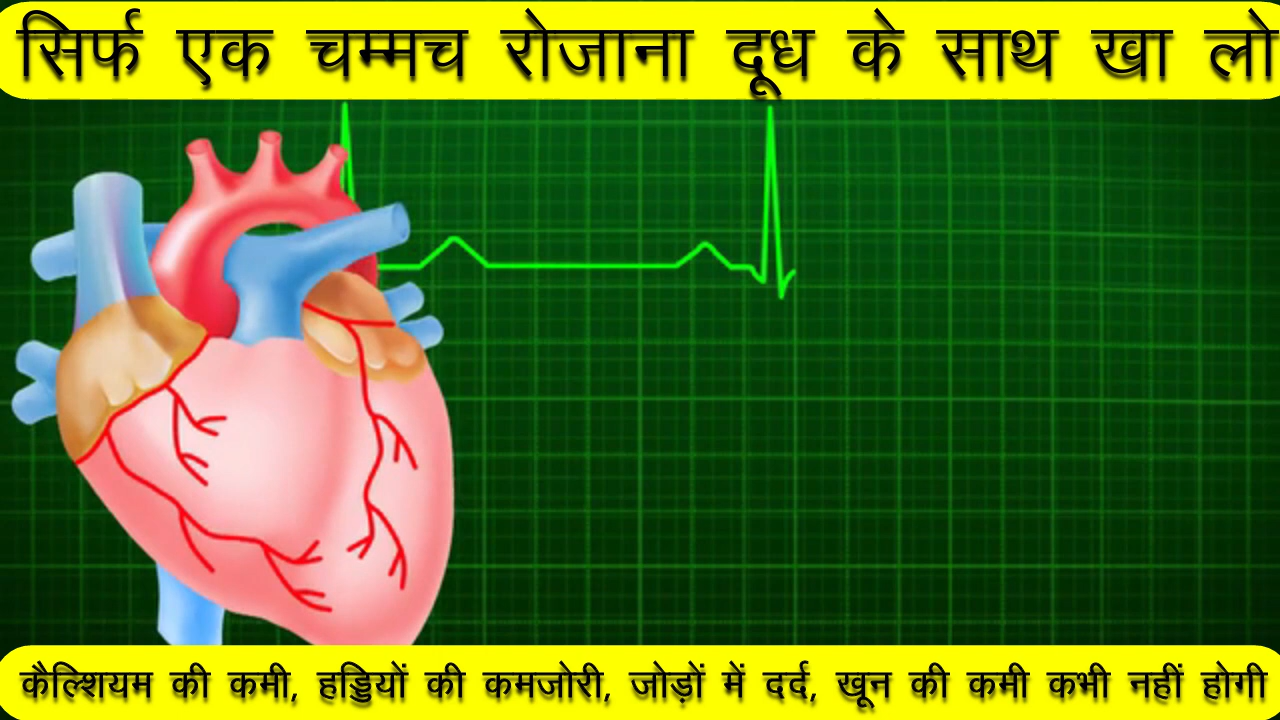 सिर्फ एक चम्मच रोजाना दूध के साथ खा लो
कैल्शियम की कमी, हड्डियों की कमजोरी, जोड़ों में दर्द, खून की कमी कभी नहीं होगी